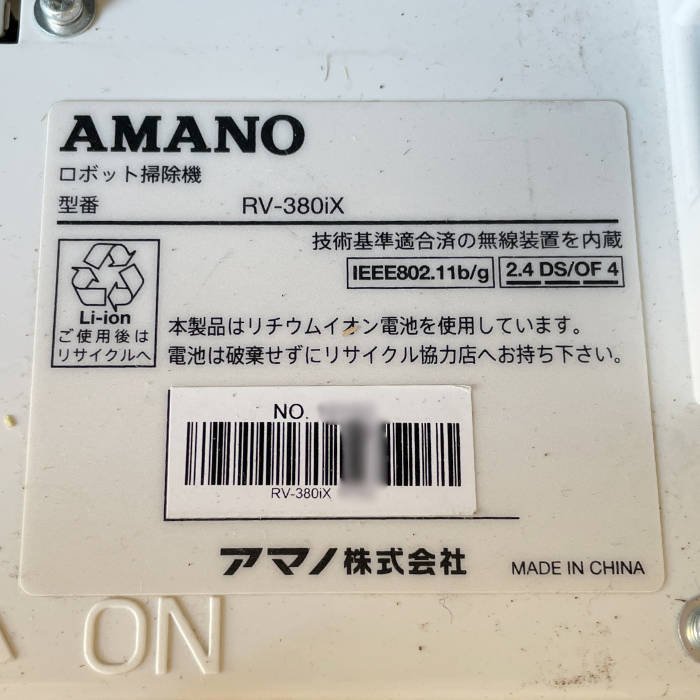 AMANO
ロボット掃除機
型番 RV-380iX
技術基準適合済の無線装置を内蔵
IEEE802.11b/g 2.4 DS/OF 4
Li-ion
ご使用後は
リサイクルへ
本製品はリチウムイオン電池を使用しています。
電池は破棄せずにリサイクル協力店へお持ち下さい。
NO.
RV-380iX
アマノ株式会社
MADE IN CHINA
ON